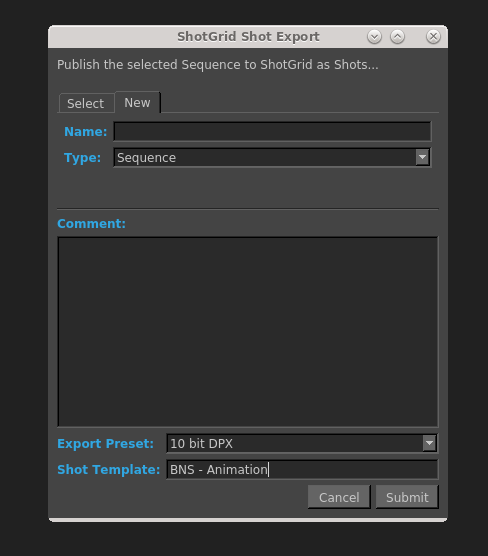 ShotGrid Shot Export
Publish the selected Sequence to ShotGrid as Shots...
Select New
Name:
Type: Sequence
Comment:
Export Preset: 10 bit DPX
Shot Template: BNS - Animation
Cancel Submit